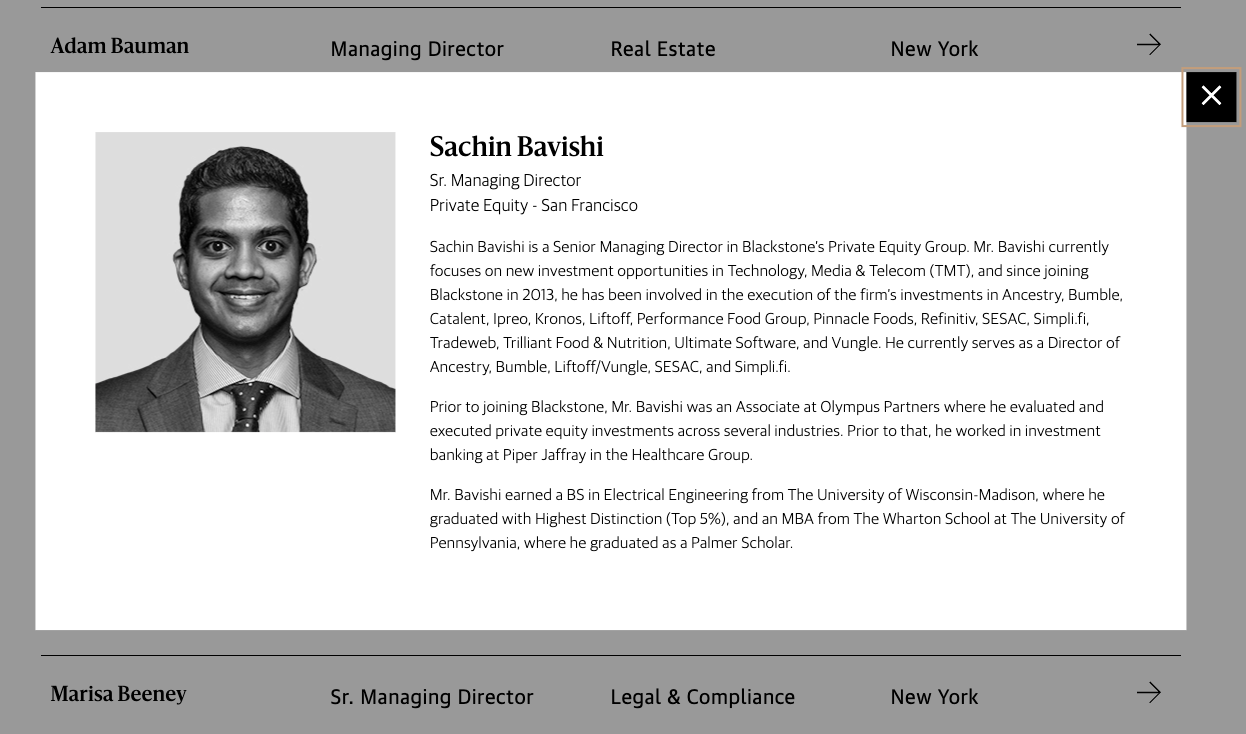 Adam Bauman Managing Director Real Estate New York
Sachin Bavishi
Sr. Managing Director
Private Equity - San Francisco
Sachin Bavishi is a Senior Managing Director in Blackstone's Private Equity Group. Mr. Bavishi currently
focuses on new investment opportunities in Technology, Media & Telecom (TMT), and since joining
Blackstone in 2013, he has been involved in the execution of the firm's investments in Ancestry, Bumble,
Catalent, Ipreo, Kronos, Liftoff, Performance Food Group, Pinnacle Foods, Refinitiv, SESAC, Simpli.fi,
Tradeweb, Trilliant Food & Nutrition, Ultimate Software, and Vungle. He currently serves as a Director of
Ancestry, Bumble, Liftoff/Vungle, SESAC, and Simpli.fi.
Prior to joining Blackstone, Mr. Bavishi was an Associate at Olympus Partners where he evaluated and
executed private equity investments across several industries. Prior to that, he worked in investment
banking at Piper Jaffray in the Healthcare Group.
Mr. Bavishi earned a BS in Electrical Engineering from The University of Wisconsin-Madison, where he
graduated with Highest Distinction (Top 5%), and an MBA from The Wharton School at The University of
Pennsylvania, where he graduated as a Palmer Scholar.
Marisa Beeney Sr. Managing Director Legal & Compliance New York